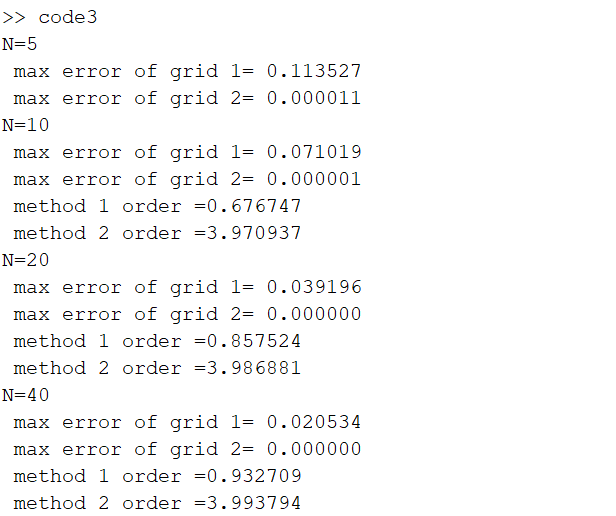 >> code3
N=5
max error of grid 1= 0.113527
max error of grid 2= 0.000011
N=10
max error of grid 1= 0.071019
max error of grid 2= 0.000001
method 1 order =0.676747
method 2 order =3.970937
N=20
max error of grid 1= 0.039196
max error of grid 2= 0.000000
method 1 order =0.857524
method 2 order =3.986881
N=40
max error of grid 1= 0.020534
max error of grid 2= 0.000000
method 1 order =0.932709
method 2 order =3.993794